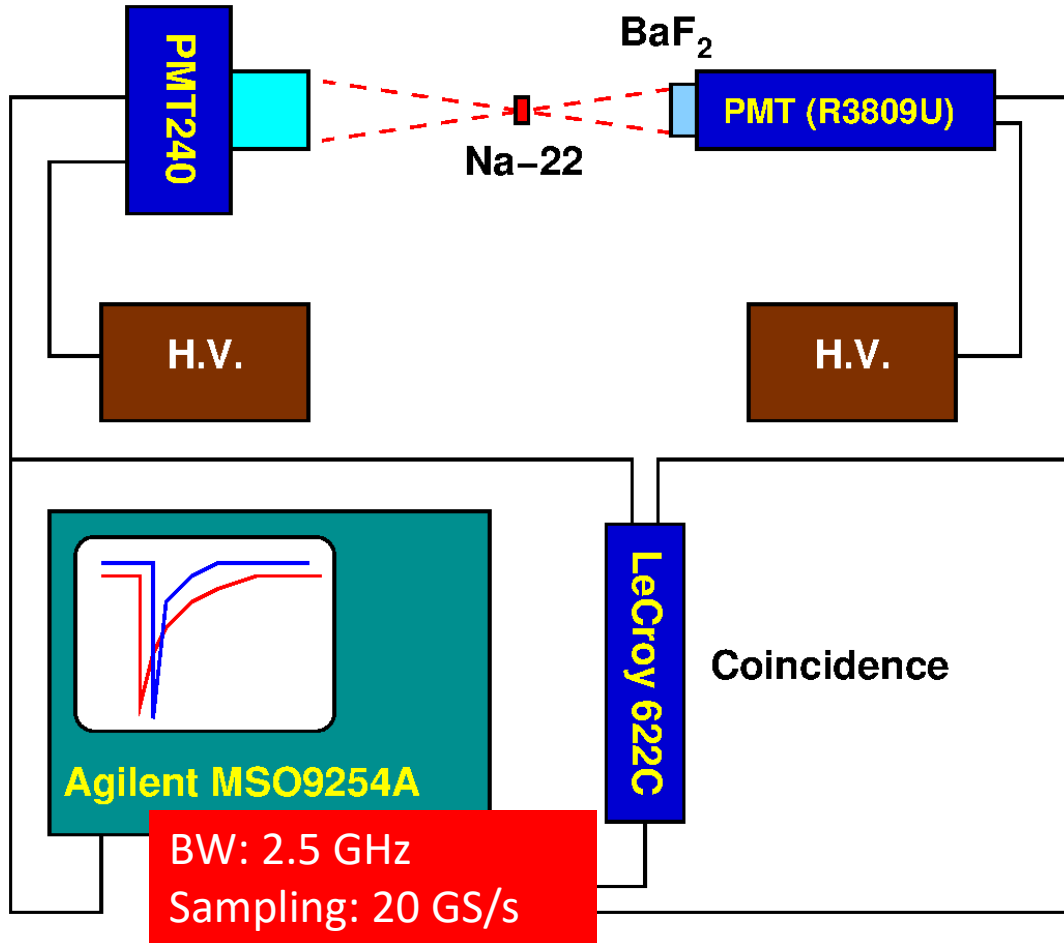 BaF₂
PMT240
PMT (R3809U)
Na–22
H.V.
H.V.
LeCroy 622C
Coincidence
Agilent MSO9254A
BW: 2.5 GHz
Sampling: 20 GS/s